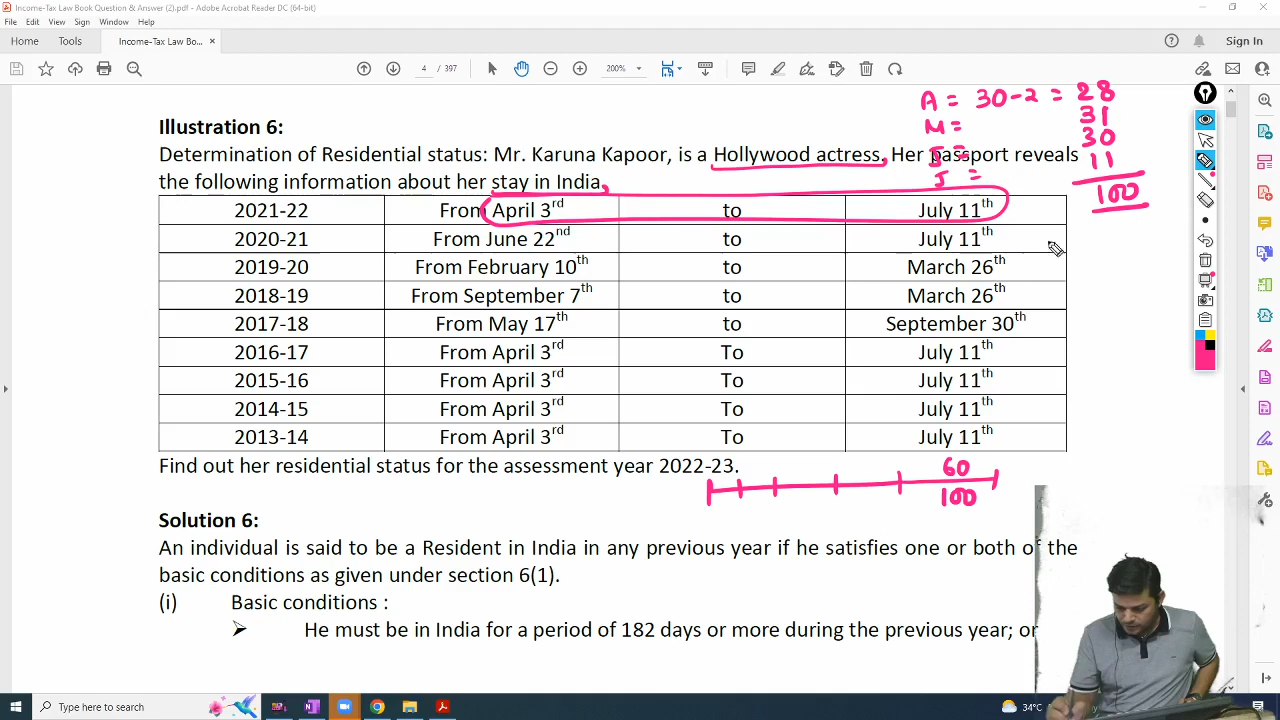 Income-Tax Law Book Question & Answer (2).pdf - Adobe Acrobat Reader DC (64-bit)
File Edit View Sign Window Help
Home Tools Income-Tax Law Bo... × Sign In
4 / 397 200%
A = 30-2 = 28
M = 31
J = 30
J = 11
100
Illustration 6:
Determination of Residential status: Mr. Karuna Kapoor, is a Hollywood actress. Her passport reveals
the following information about her stay in India,
2021-22 From April 3rd to July 11th
2020-21 From June 22nd to July 11th
2019-20 From February 10th to March 26th
2018-19 From September 7th to March 26th
2017-18 From May 17th to September 30th
2016-17 From April 3rd To July 11th
2015-16 From April 3rd To July 11th
2014-15 From April 3rd To July 11th
2013-14 From April 3rd To July 11th
Find out her residential status for the assessment year 2022-23.
60
100
Solution 6:
An individual is said to be a Resident in India in any previous year if he satisfies one or both of the
basic conditions as given under section 6(1).
(i) Basic conditions :
He must be in India for a period of 182 days or more during the previous year; or
Type here to search
34°C